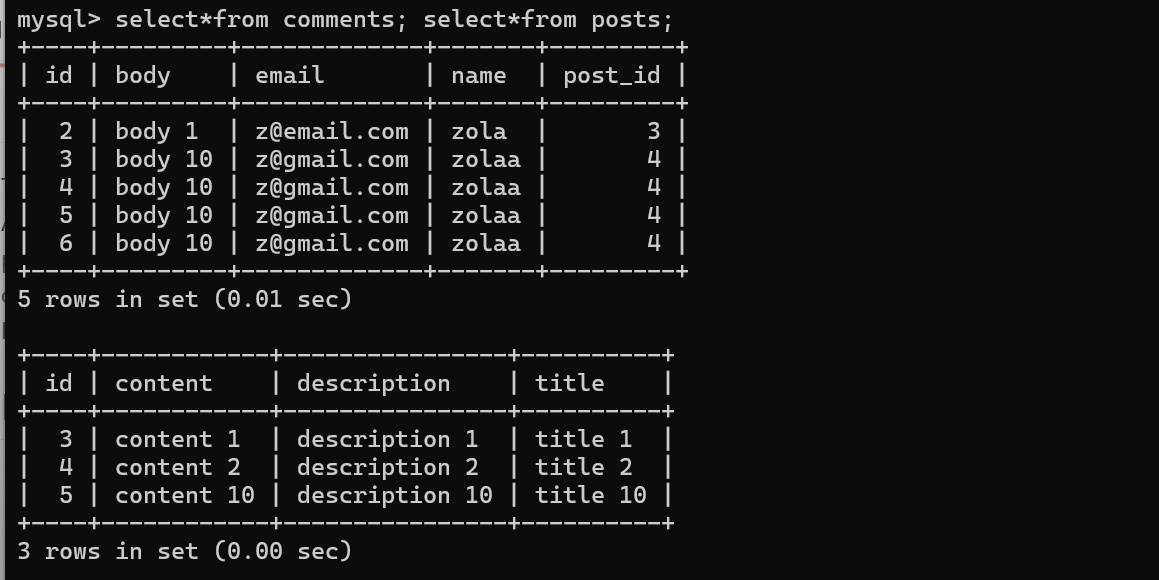 mysql> select*from comments; select*from posts;
+----+---------+-------------+-------+---------+
| id | body    | email       | name  | post_id |
+----+---------+-------------+-------+---------+
|  2 | body 1  | z@email.com | zola  |       3 |
|  3 | body 10 | z@gmail.com | zolaa |       4 |
|  4 | body 10 | z@gmail.com | zolaa |       4 |
|  5 | body 10 | z@gmail.com | zolaa |       4 |
|  6 | body 10 | z@gmail.com | zolaa |       4 |
+----+---------+-------------+-------+---------+
5 rows in set (0.01 sec)

+----+------------+----------------+----------+
| id | content    | description    | title    |
+----+------------+----------------+----------+
|  3 | content 1  | description 1  | title 1  |
|  4 | content 2  | description 2  | title 2  |
|  5 | content 10 | description 10 | title 10 |
+----+------------+----------------+----------+
3 rows in set (0.00 sec)